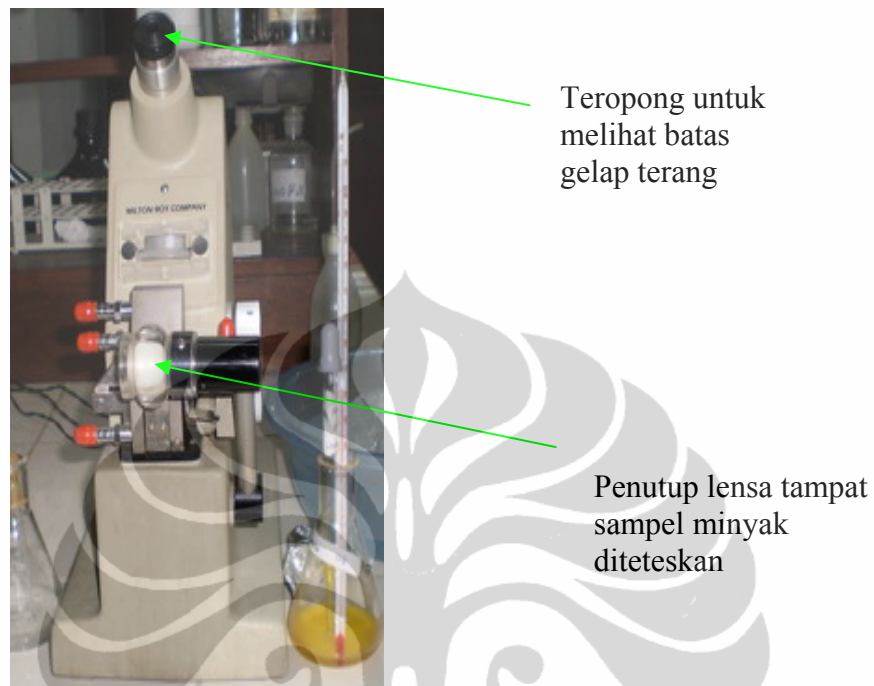 Teropong untuk
melihat batas
gelap terang
MILTON ROY COMPANY
Penutup lensa tampat
sampel minyak
diteteskan